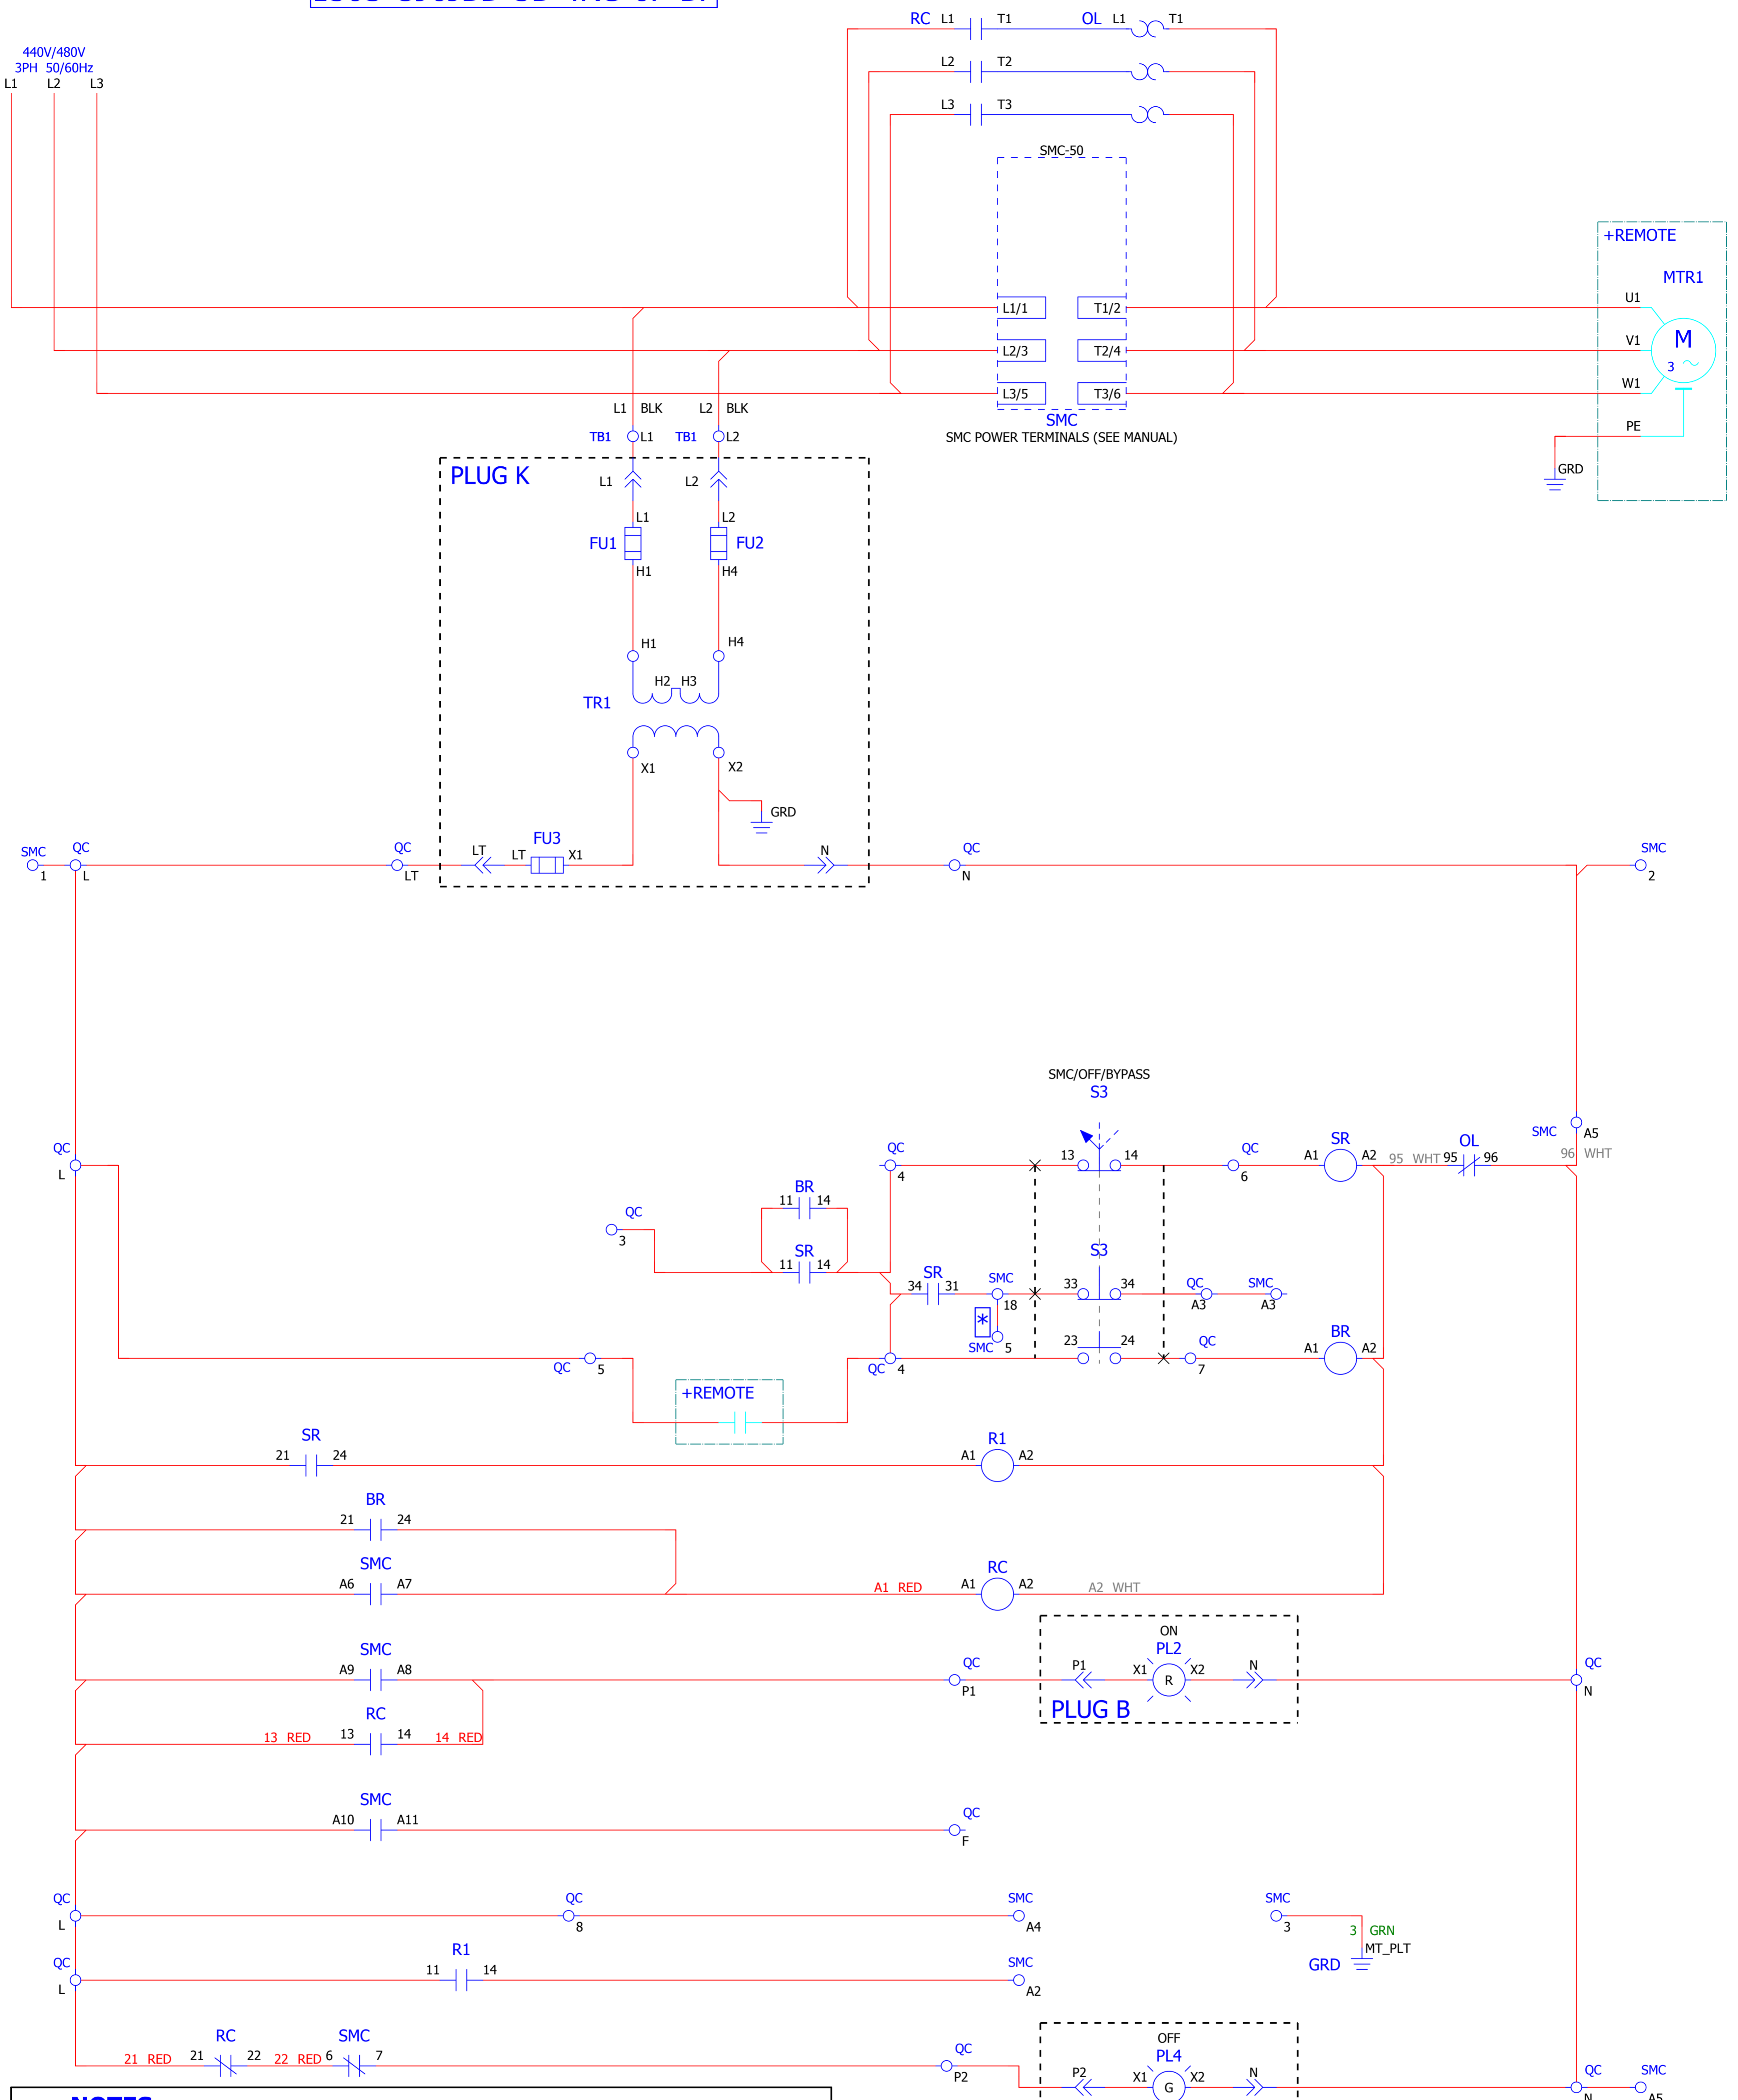 RC L1 T1 OL L1 T1
440V/480V
3PH 50/60Hz
L1 L2 L3
L2 T2
L3 T3
SMC-50
+REMOTE
MTR1
L1/1 T1/2 U1
L2/3 T2/4 V1
M
3
L3/5 T3/6 W1
L1 BLK L2 BLK
SMC
SMC POWER TERMINALS (SEE MANUAL)
PE
TB1 L1 TB1 L2
GRD
PLUG K
L1 L2
L1 L2
FU1 FU2
H1 H4
H1 H4
H2 H3
TR1
X1 X2
GRD
SMC QC QC LT LT FU3 X1 N QC SMC
1 L LT N 2
SMC/OFF/BYPASS
S3
SMC A5
QC QC 13 14 QC SR OL
L 4 6 A1 A2 95 WHT 95 96 96 WHT
BR
11 14
QC
3
SR
11 14
S3
SR
34 31 SMC 33 34 QC SMC
18 A3 A3
*
SMC 5
23 24 QC BR
QC 5 QC 4 7 A1 A2
+REMOTE
SR R1
21 24 A1 A2
BR
21 24
SMC RC
A6 A7 A1 RED A1 A2 A2 WHT
ON
SMC PL2
A9 A8 QC P1 X1 R X2 N QC
P1 N
PLUG B
RC
13 RED 13 14 14 RED
SMC
A10 A11 QC
F
QC QC SMC SMC
L 8 A4 3
3 GRN
MT_PLT
GRD
R1
QC 11 14 SMC
L A2
OFF
RC SMC PL4
21 RED 21 22 22 RED 6 7 QC
P2 P2 X1 G X2 N QC SMC